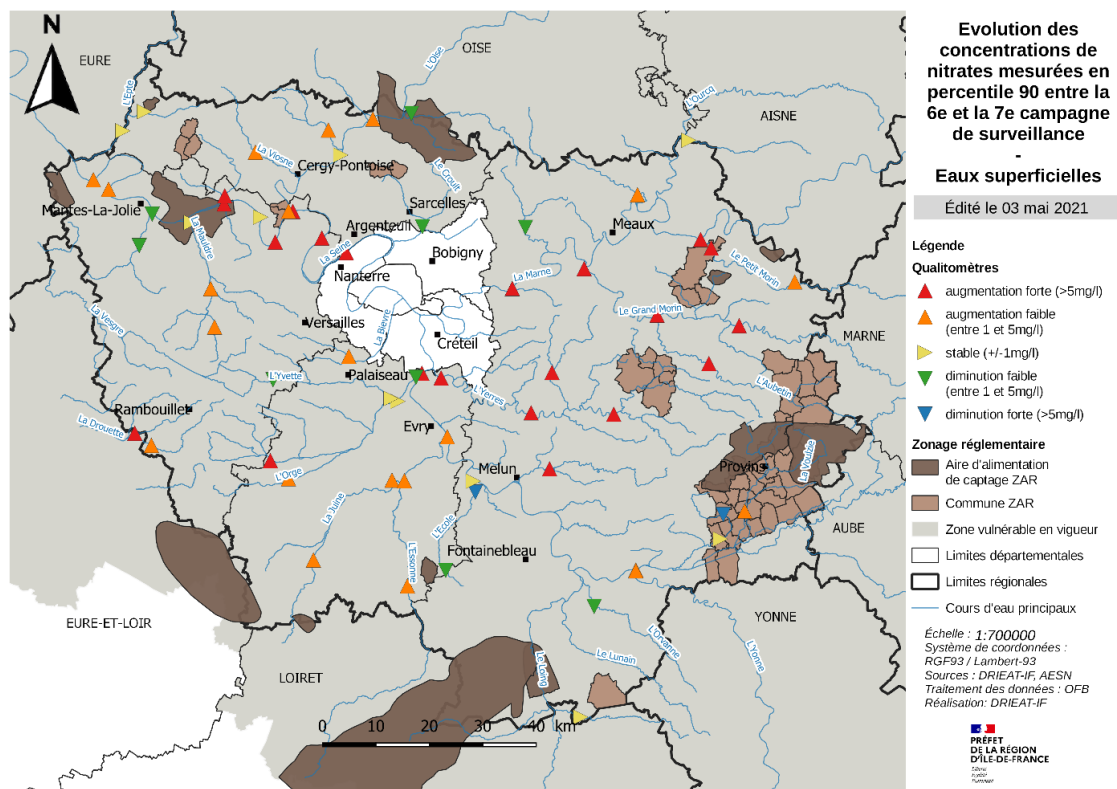 N
EURE
OISE
L'Oise
L'Epte
L'Ourcq
AISNE
La Viosne
Cergy-Pontoise
Le Croult
Mantes-La-Jolie
Sarcelles
La Mauldre
Argenteuil
Meaux
La Seine
Bobigny
Nanterre
La Marne
Le Petit Morin
La Vesgre
Versailles
La Bièvre
Créteil
Le Grand Morin
MARNE
L'Yvette
Palaiseau
L'Yerres
L'Aubetin
Rambouillet
La Drouette
Evry
L'Orge
Melun
Provins
La Voulzie
La Juine
L'Ecole
L'Essonne
Fontainebleau
AUBE
EURE-ET-LOIR
YONNE
LOIRET
Le Loing
Le Lunain
L'Orvanne
L'Yonne
0 10 20 30 40 km
Evolution des
concentrations de
nitrates mesurées en
percentile 90 entre la
6e et la 7e campagne
de surveillance
-
Eaux superficielles
Édité le 03 mai 2021
Légende
Qualitomètres
augmentation forte (>5mg/l)
augmentation faible
(entre 1 et 5mg/l)
stable (+/-1mg/l)
diminution faible
(entre 1 et 5mg/l)
diminution forte (>5mg/l)
Zonage réglementaire
Aire d'alimentation
de captage ZAR
Commune ZAR
Zone vulnérable en vigueur
Limites départementales
Limites régionales
Cours d'eau principaux
Échelle : 1:700000
Système de coordonnées :
RGF93 / Lambert-93
Sources : DRIEAT-IF, AESN
Traitement des données : OFB
Réalisation: DRIEAT-IF
PRÉFET
DE LA RÉGION
D'ÎLE-DE-FRANCE